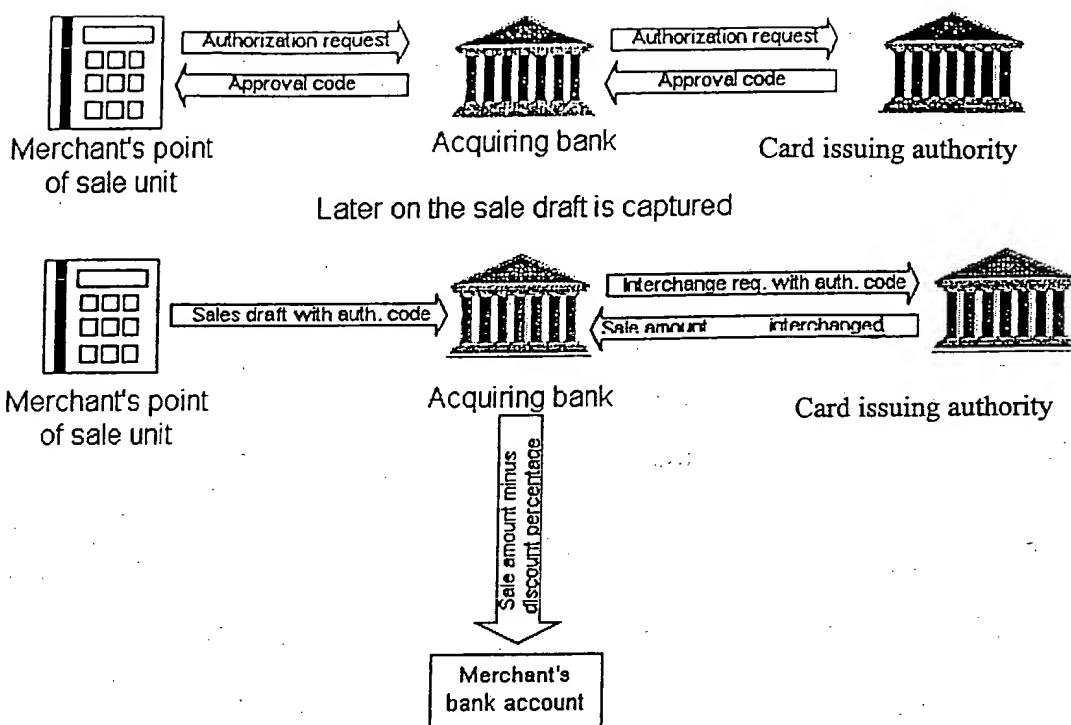 Authorization request
Authorization request
Approval code
Approval code
Merchant's point
of sale unit
Acquiring bank
Card issuing authority
Later on the sale draft is captured
Sales draft with auth. code
Interchange req. with auth. code
Sale amount interchanged
Merchant's point
of sale unit
Acquiring bank
Card issuing authority
Sale amount minus
discount percentage
Merchant's
bank account